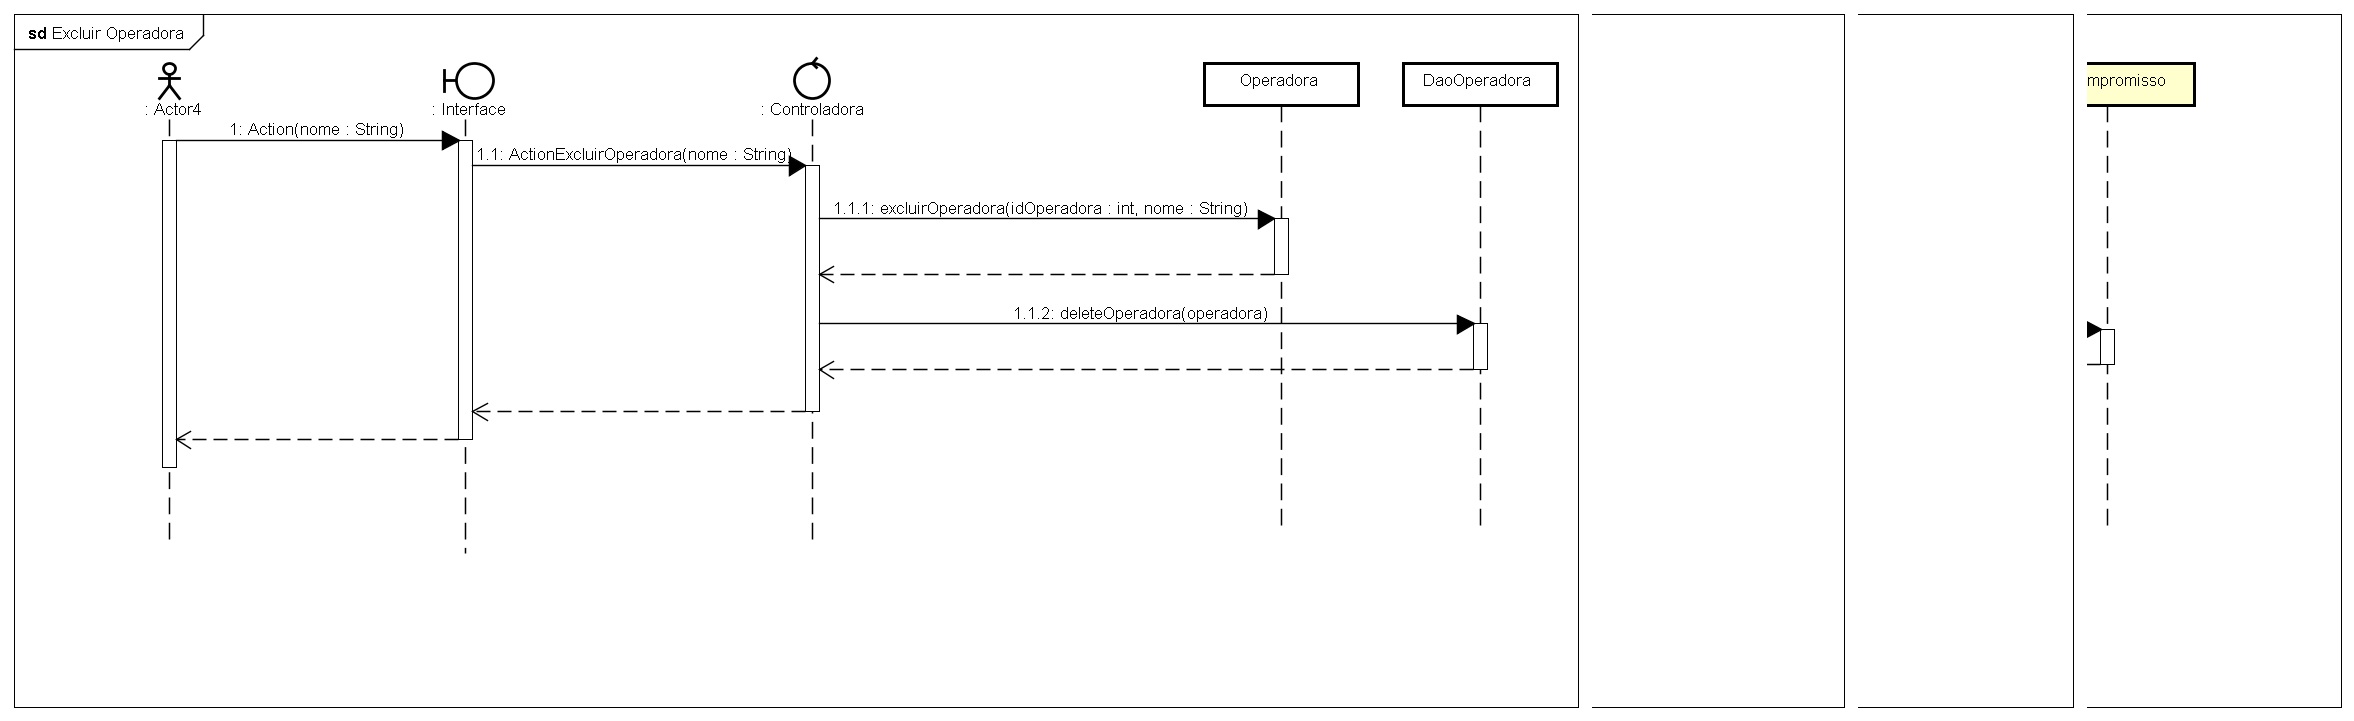 sd Excluir Operadora
: Actor4
: Interface
: Controladora
Operadora
DaoOperadora
mpromisso
1: Action(nome : String)
1.1: ActionExcluirOperadora(nome : String)
1.1.1: excluirOperadora(idOperadora : int, nome : String)
1.1.2: deleteOperadora(operadora)